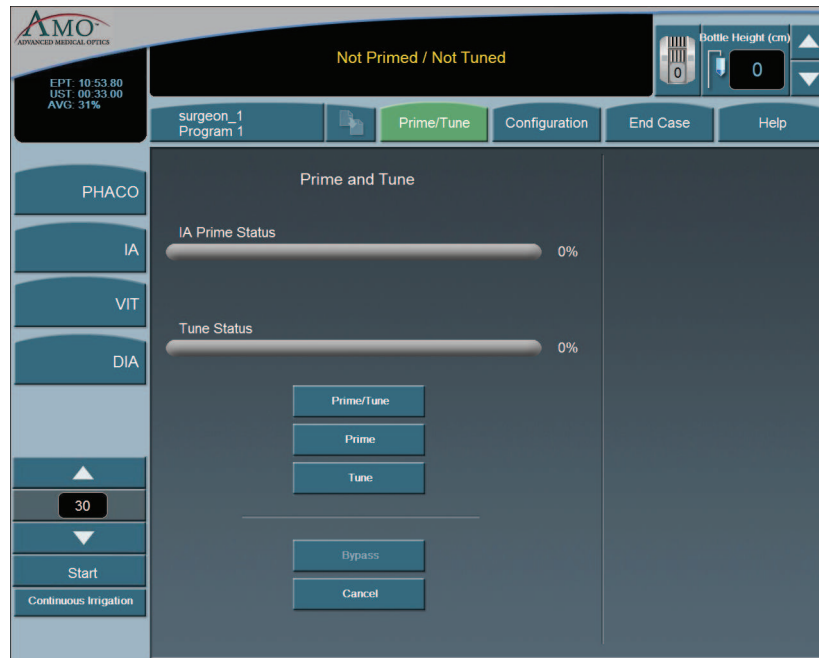 AMO
ADVANCED MEDICAL OPTICS
Not Primed / Not Tuned
0
Bottle Height (cm)
0
EPT: 10:53.80
UST: 00:33.00
AVG: 31%
surgeon_1
Program 1
Prime/Tune
Configuration
End Case
Help
PHACO
IA
VIT
DIA
30
Start
Continuous Irrigation
Prime and Tune
IA Prime Status
0%
Tune Status
0%
Prime/Tune
Prime
Tune
Bypass
Cancel